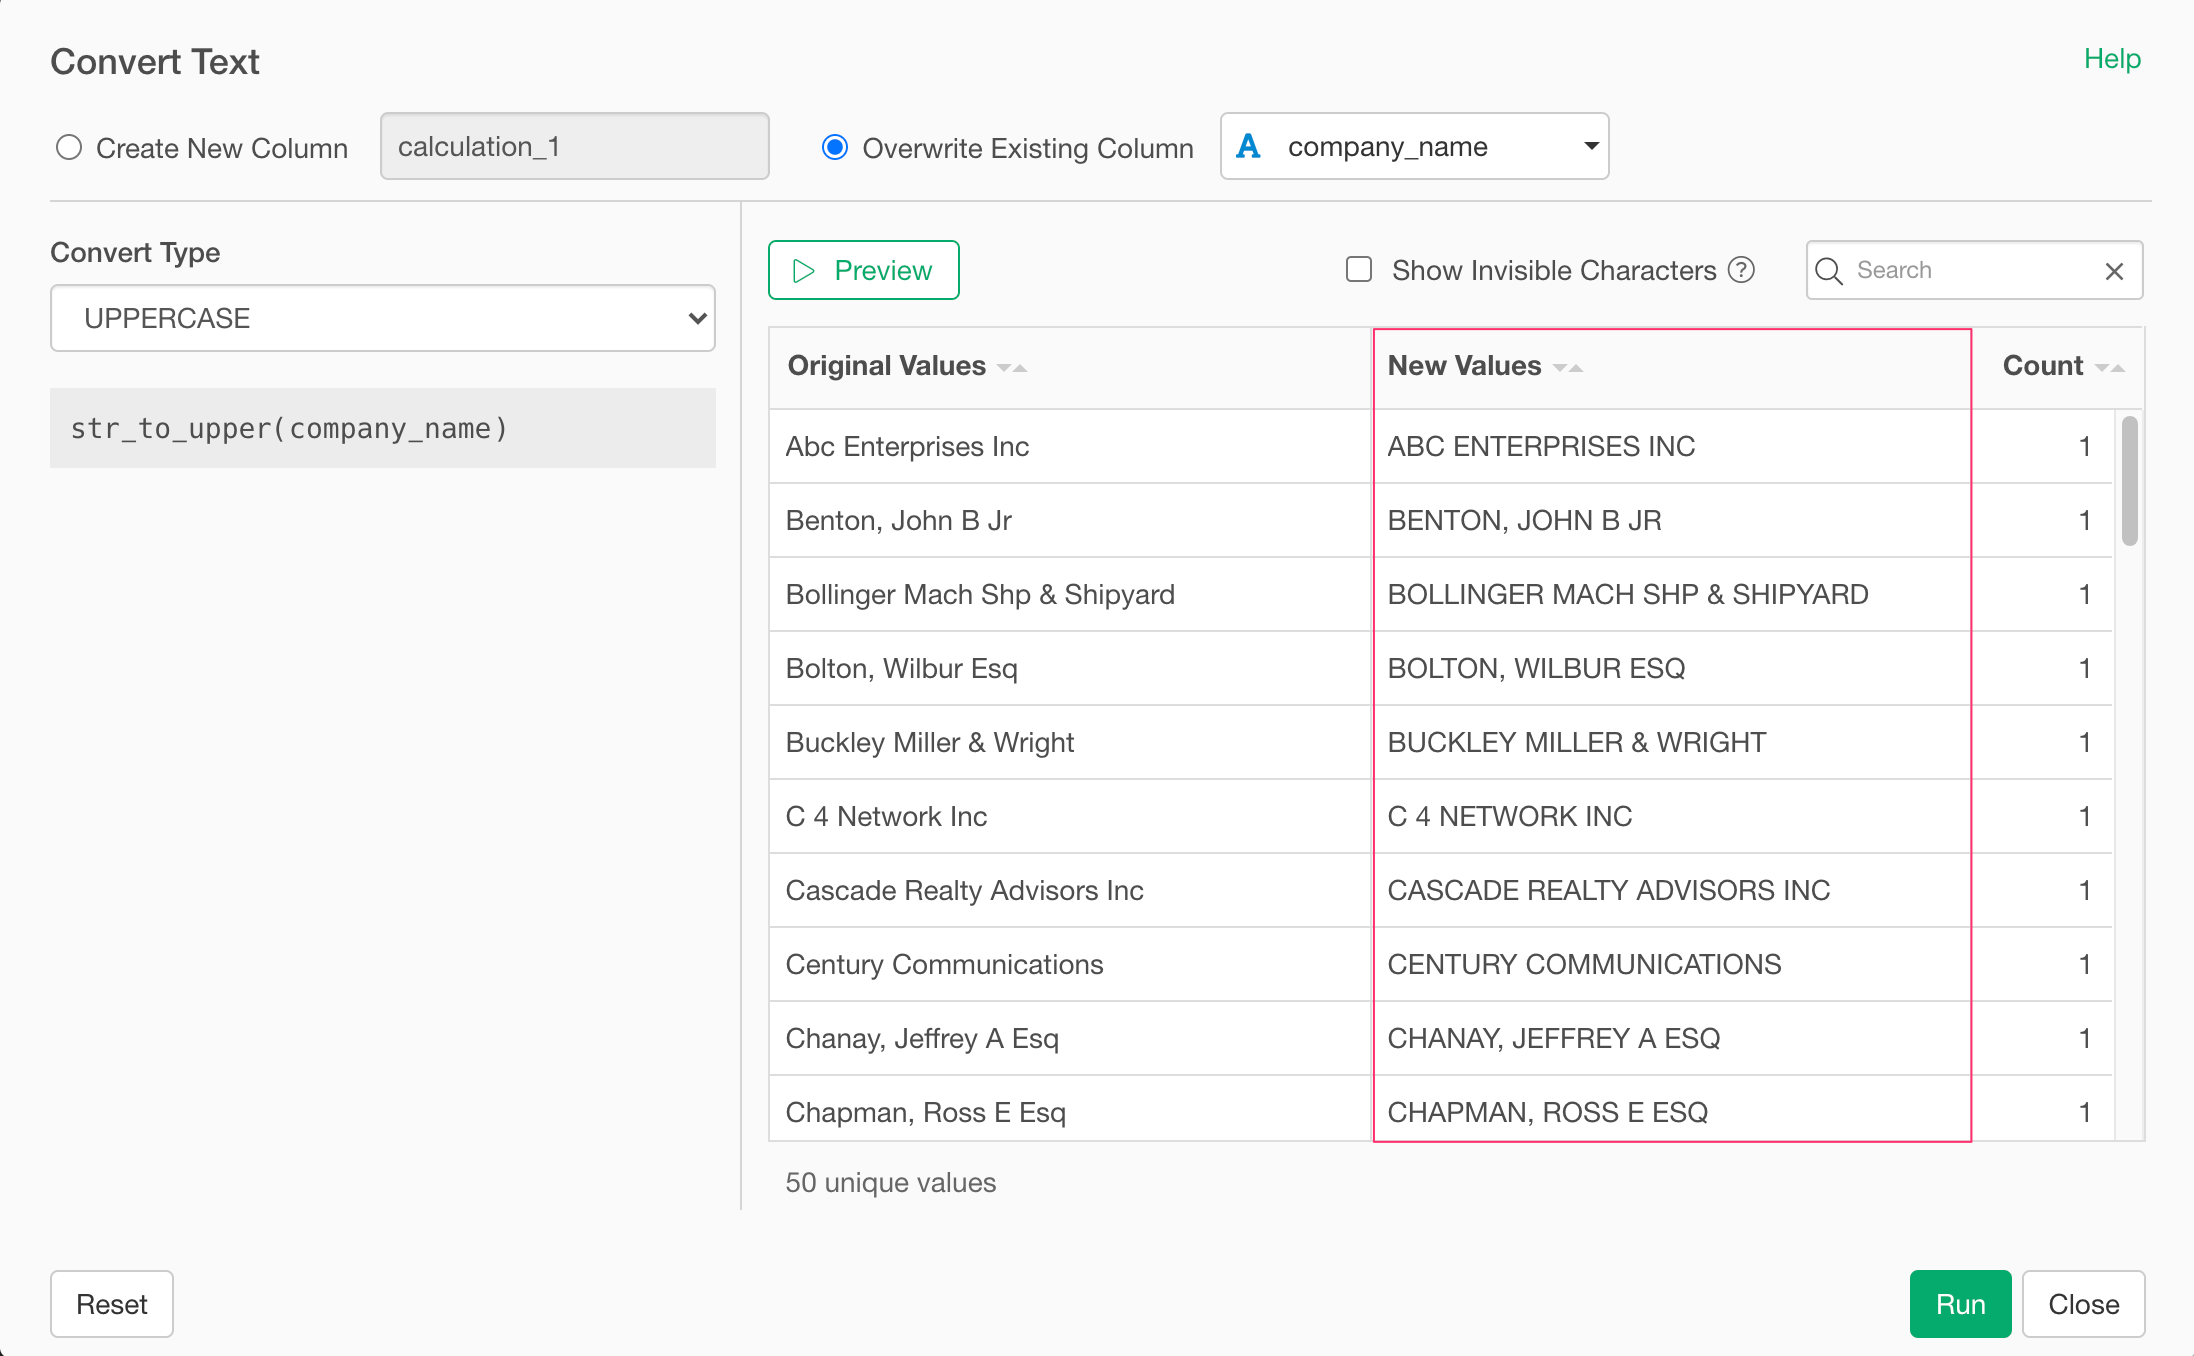 Convert Text
Help
Create New Column
calculation_1
Overwrite Existing Column
A company_name
Convert Type
UPPERCASE
str_to_upper(company_name)
Preview
Show Invisible Characters ?
Search
Original Values New Values Count
Abc Enterprises Inc ABC ENTERPRISES INC 1
Benton, John B Jr BENTON, JOHN B JR 1
Bollinger Mach Shp & Shipyard BOLLINGER MACH SHP & SHIPYARD 1
Bolton, Wilbur Esq BOLTON, WILBUR ESQ 1
Buckley Miller & Wright BUCKLEY MILLER & WRIGHT 1
C 4 Network Inc C 4 NETWORK INC 1
Cascade Realty Advisors Inc CASCADE REALTY ADVISORS INC 1
Century Communications CENTURY COMMUNICATIONS 1
Chanay, Jeffrey A Esq CHANAY, JEFFREY A ESQ 1
Chapman, Ross E Esq CHAPMAN, ROSS E ESQ 1
50 unique values
Reset
Run
Close